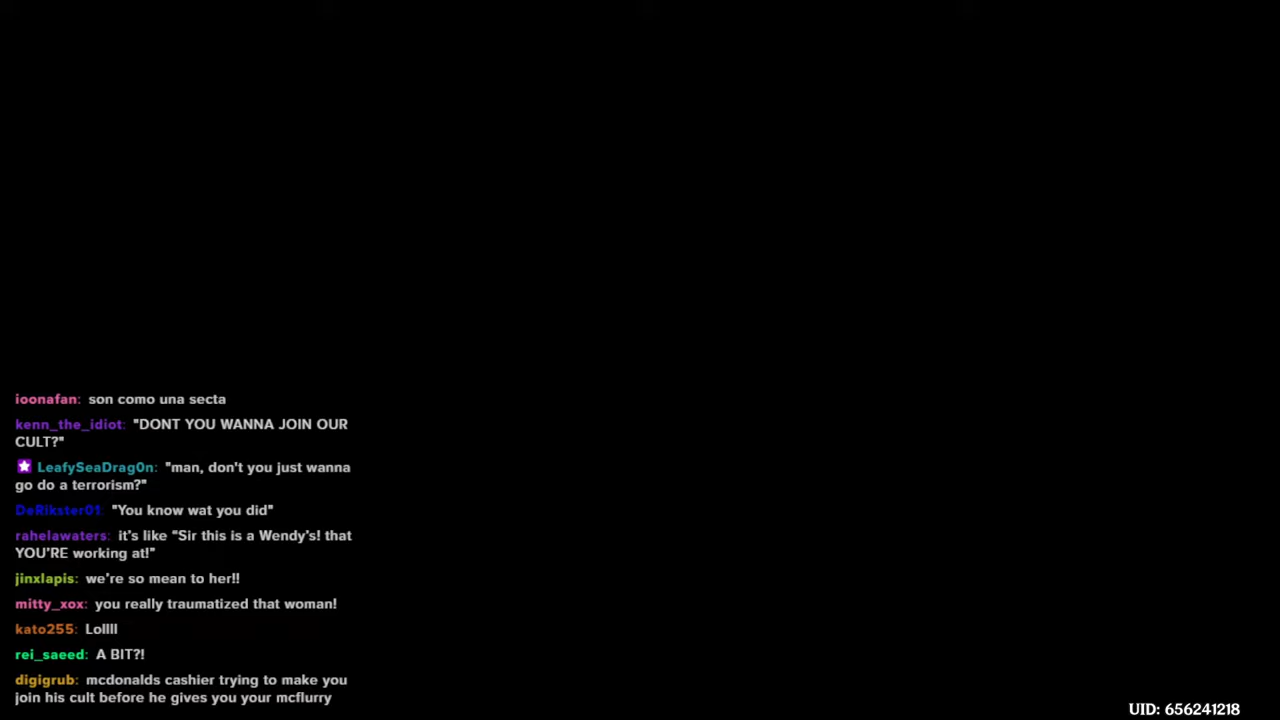 ioonafan: son como una secta
kenn_the_idiot: "DONT YOU WANNA JOIN OUR
CULT?"
LeafySeaDrag0n: "man, don't you just wanna
go do a terrorism?"
DeRikster01: "You know wat you did"
rahelawaters: it's like “Sir this is a Wendy's! that
YOU'RE working at!”
jinxlapis: we're so mean to her!!
mitty_xox: you really traumatized that woman!
kato255: Lollll
rei_saeed: A BIT?!
digigrub: mcdonalds cashier trying to make you
join his cult before he gives you your mcflurry
UID: 656241218